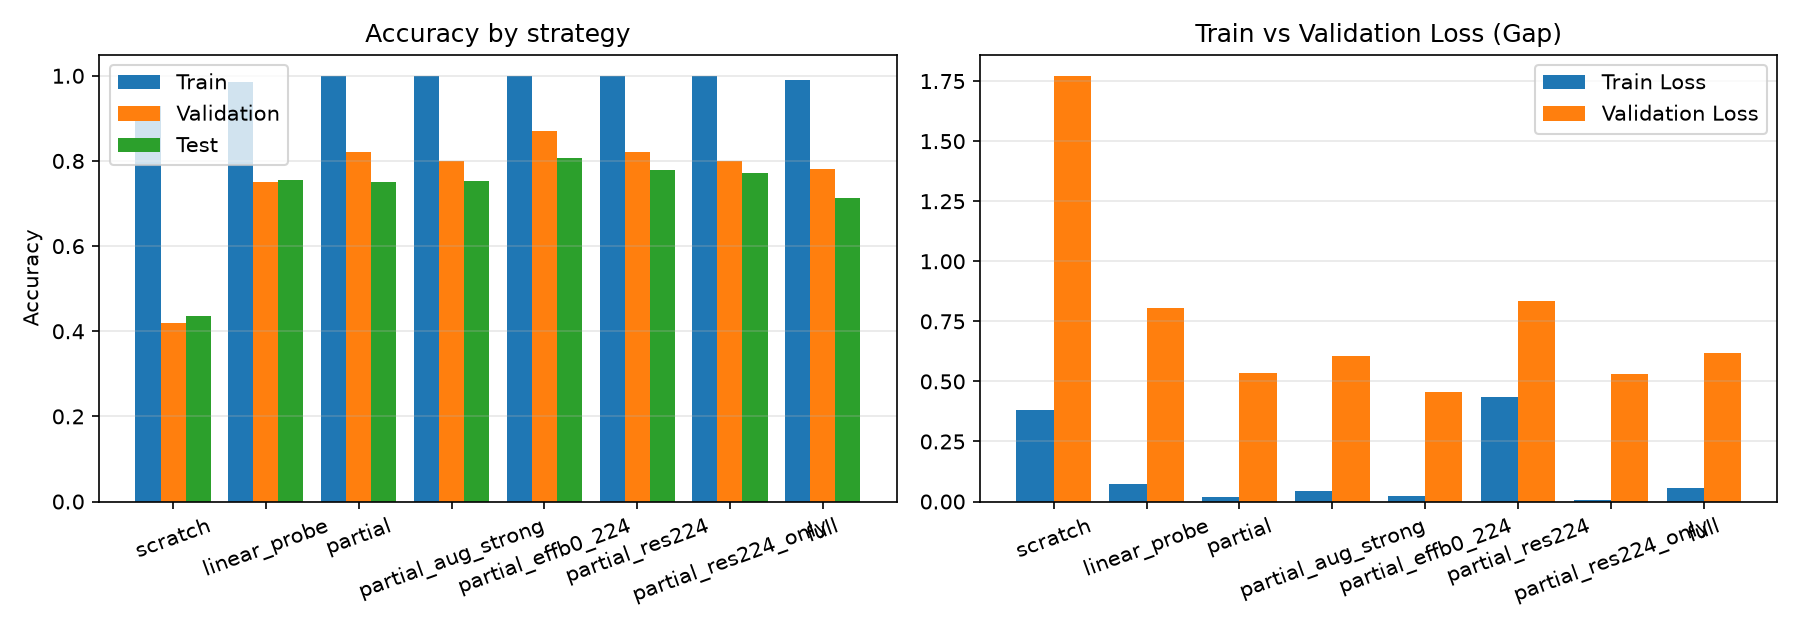 Accuracy by strategy
Accuracy
1.0
0.8
0.6
0.4
0.2
0.0
Train
Validation
Test
scratch
linear_probe
partial
partial_aug_strong
partial_effb0_224
partial_res224
partial_res224_only
full
Train vs Validation Loss (Gap)
1.75
1.50
1.25
1.00
0.75
0.50
0.25
0.00
Train Loss
Validation Loss
scratch
linear_probe
partial
partial_aug_strong
partial_effb0_224
partial_res224
partial_res224_only
full